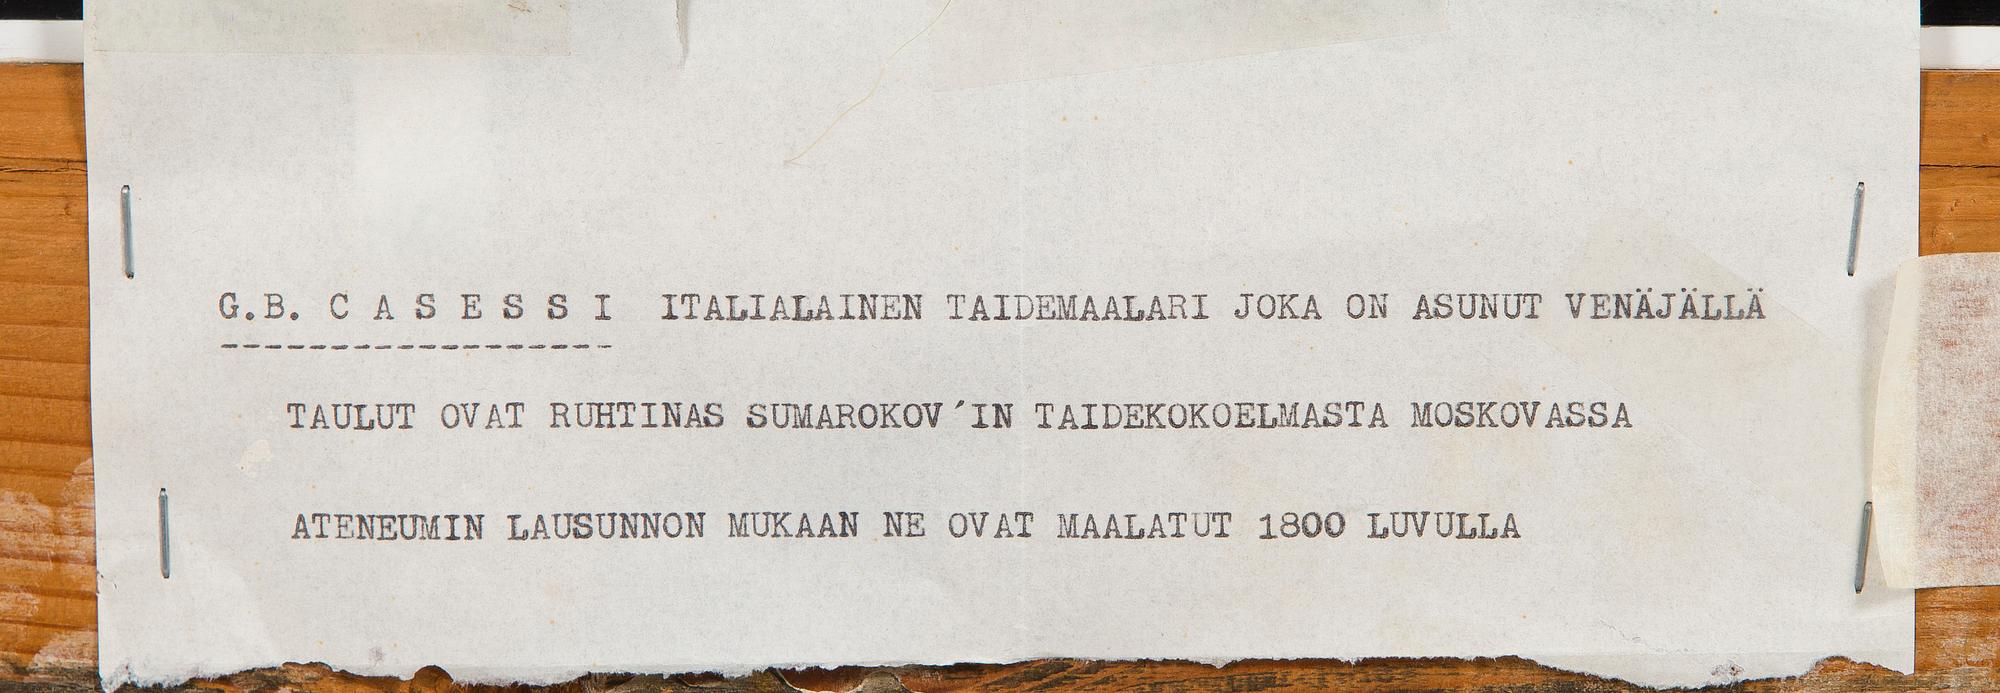 G.B. C A S E S S I ITALIALAINEN TAIDEMAALARI JOKA ON ASUNUT VENÄJÄLLÄ
TAULUT OVAT RUHTINAS SUMAROKOV´IN TAIDEKOKOELMASTA MOSKOVASSA
ATENEUMIN LAUSUNNON MUKAAN NE OVAT MAALATUT 1800 LUVULLA